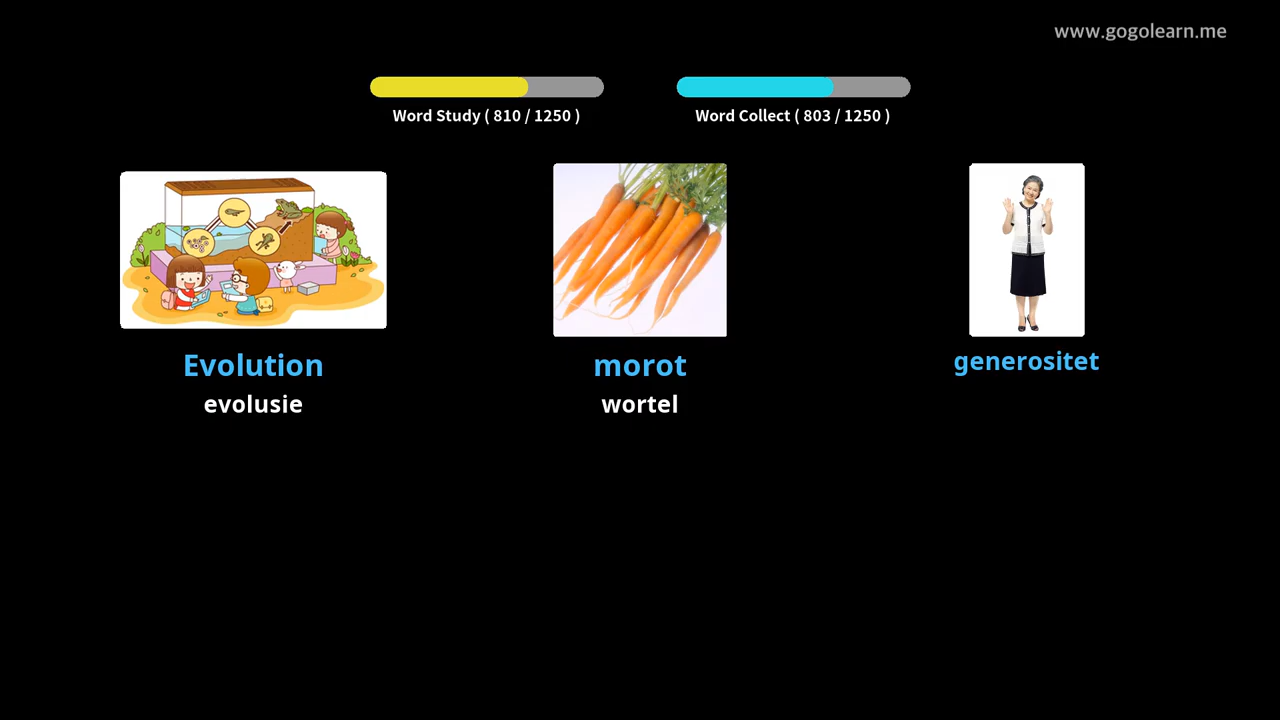 www.gogolearn.me
Word Study ( 810 / 1250 )
Word Collect ( 803 / 1250 )
Evolution
evolusie
morot
wortel
generositet